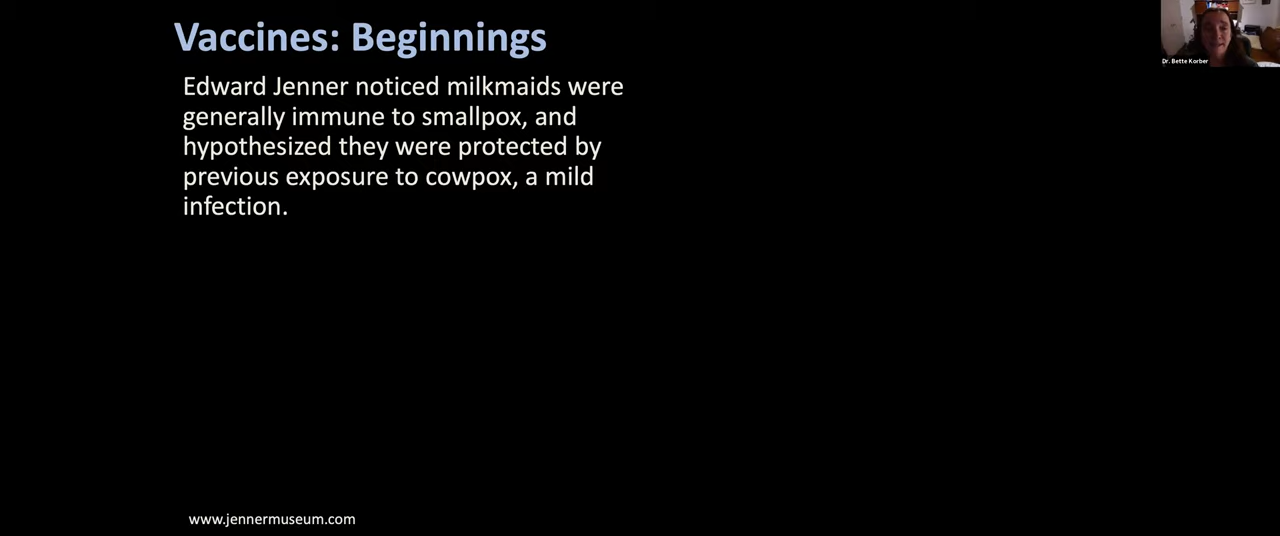 Vaccines: Beginnings
Edward Jenner noticed milkmaids were
generally immune to smallpox, and
hypothesized they were protected by
previous exposure to cowpox, a mild
infection.
www.jennermuseum.com
Dr. Bette Korber